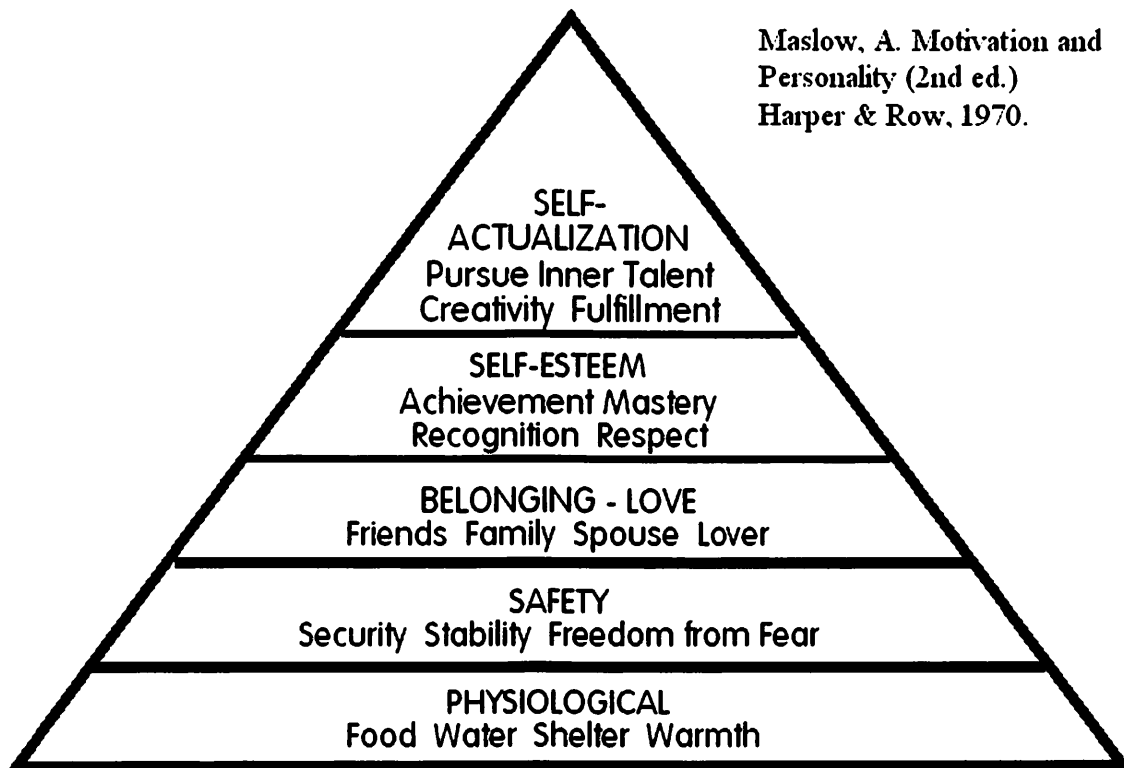 Maslow, A. Motivation and
Personality (2nd ed.)
Harper & Row, 1970.
SELF-
ACTUALIZATION
Pursue Inner Talent
Creativity Fulfillment
SELF-ESTEEM
Achievement Mastery
Recognition Respect
BELONGING - LOVE
Friends Family Spouse Lover
SAFETY
Security Stability Freedom from Fear
PHYSIOLOGICAL
Food Water Shelter Warmth